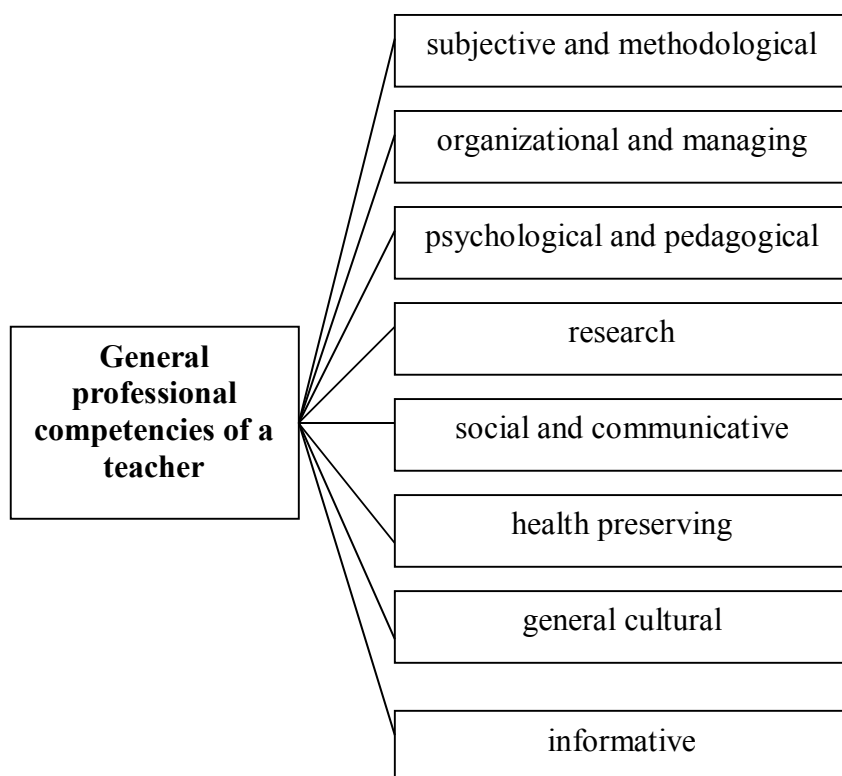 subjective and methodological
organizational and managing
psychological and pedagogical
research
General
professional
competencies of a
teacher
social and communicative
health preserving
general cultural
informative